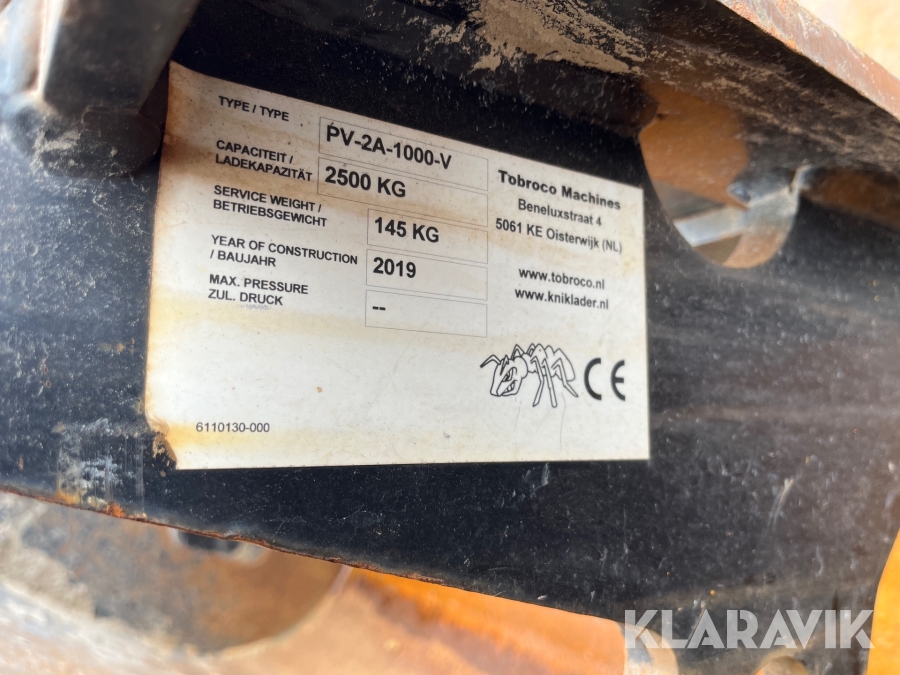 TYPE / TYPE
PV-2A-1000-V
CAPACITEIT /
LADEKAPAZITÄT
2500 KG
SERVICE WEIGHT /
BETRIEBSGEWICHT
145 KG
YEAR OF CONSTRUCTION
/ BAUJAHR
2019
MAX. PRESSURE
ZUL. DRUCK
--
Tobroco Machines
Beneluxstraat 4
5061 KE Oisterwijk (NL)
www.tobroco.nl
www.kniklader.nl
CE
6110130-000
KLARAVIK